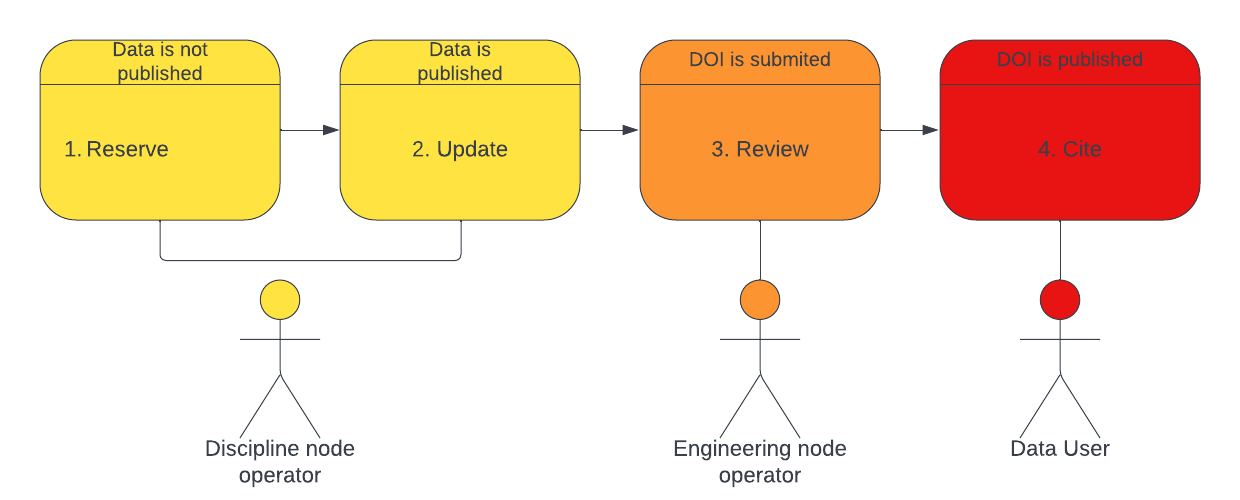 Data is not
published
1. Reserve
Data is
published
2. Update
DOI is submited
3. Review
DOI is published
4. Cite
Discipline node
operator
Engineering node
operator
Data User